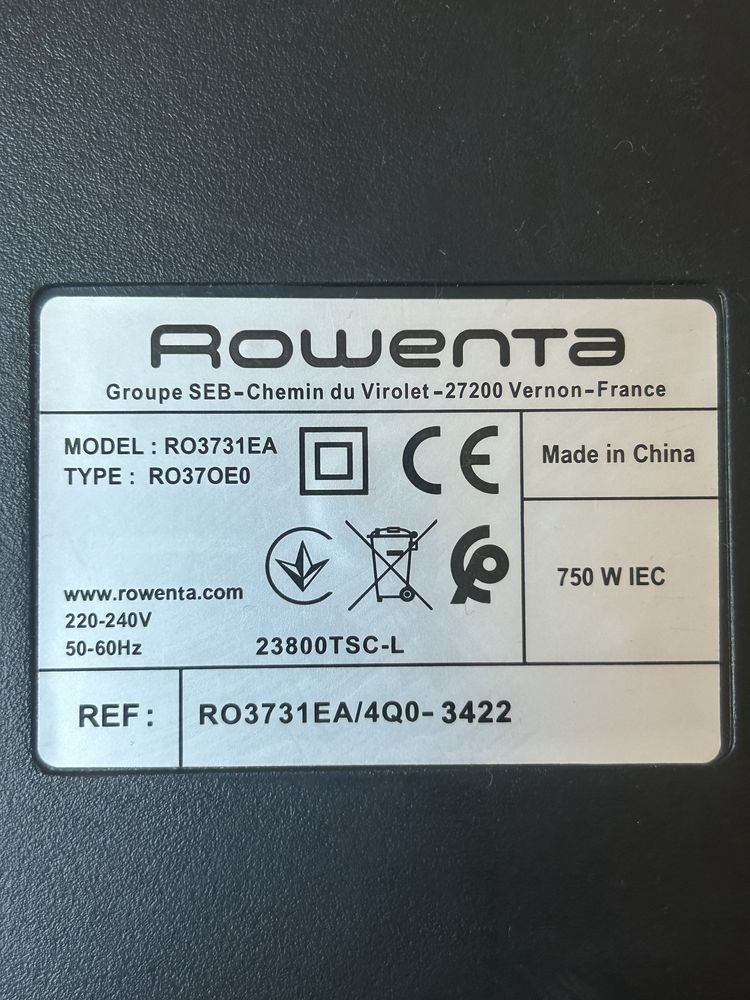 Rowenta
Groupe SEB-Chemin du Virolet-27200 Vernon-France
MODEL : RO3731EA
TYPE : RO37OE0
CE
Made in China
www.rowenta.com
220-240V
50-60Hz
23800TSC-L
750 W IEC
REF :
RO3731EA/4Q0- 3422